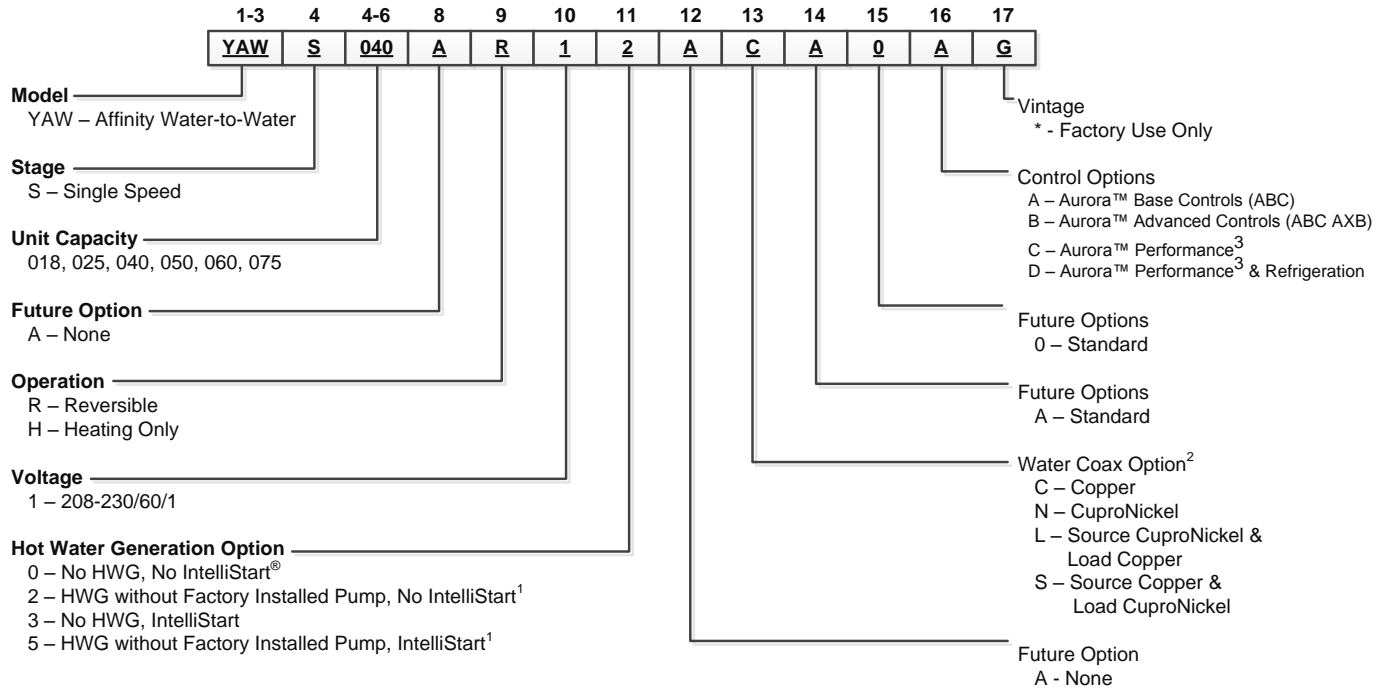 1-3 4 4-6 8 9 10 11 12 13 14 15 16 17
YAW S 040 A R 1 2 A C A 0 A G
Model
YAW – Affinity Water-to-Water
Stage
S – Single Speed
Unit Capacity
018, 025, 040, 050, 060, 075
Future Option
A – None
Operation
R – Reversible
H – Heating Only
Voltage
1 – 208-230/60/1
Hot Water Generation Option
0 – No HWG, No IntelliStart®
2 – HWG without Factory Installed Pump, No IntelliStart1
3 – No HWG, IntelliStart
5 – HWG without Factory Installed Pump, IntelliStart1
Vintage
* - Factory Use Only
Control Options
A – Aurora™ Base Controls (ABC)
B – Aurora™ Advanced Controls (ABC AXB)
C – Aurora™ Performance3
D – Aurora™ Performance3 & Refrigeration
Future Options
0 – Standard
Future Options
A – Standard
Water Coax Option2
C – Copper
N – CuproNickel
L – Source CuproNickel &
Load Copper
S – Source Copper &
Load CuproNickel
Future Option
A - None